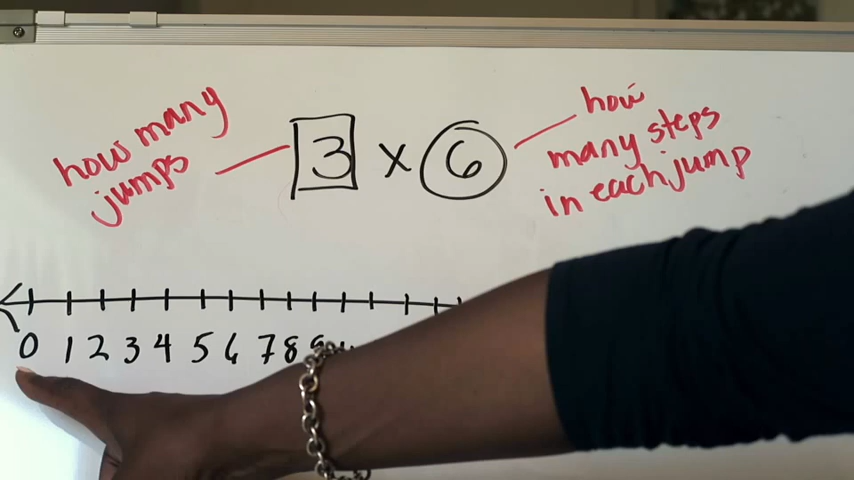 how many
jumps
3 x 6
how
many steps
in each jump
0 1 2 3 4 5 6 7 8 9